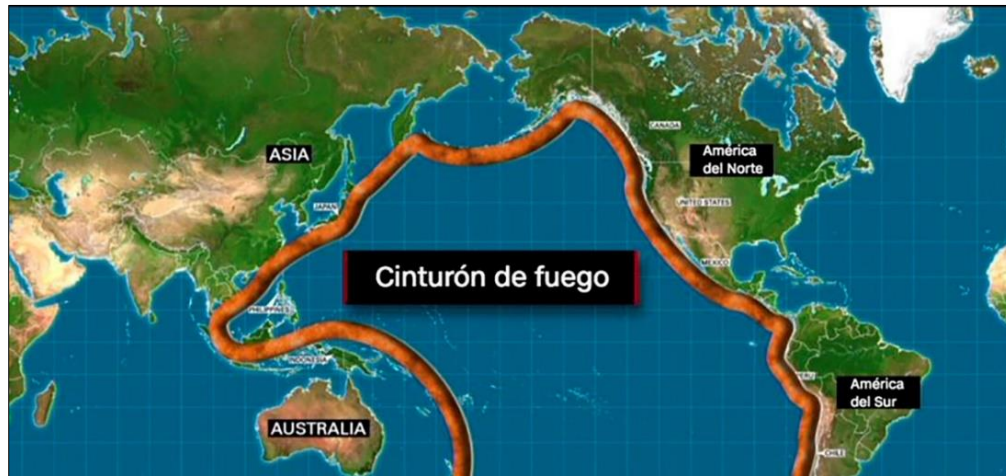 CANADA
ASIA
América
del Norte
JAPAN
UNITED STATES
MEXICO
Cinturón de fuego
PHILIPPINES
INDONESIA
PERU
América
del Sur
AUSTRALIA
CHILE